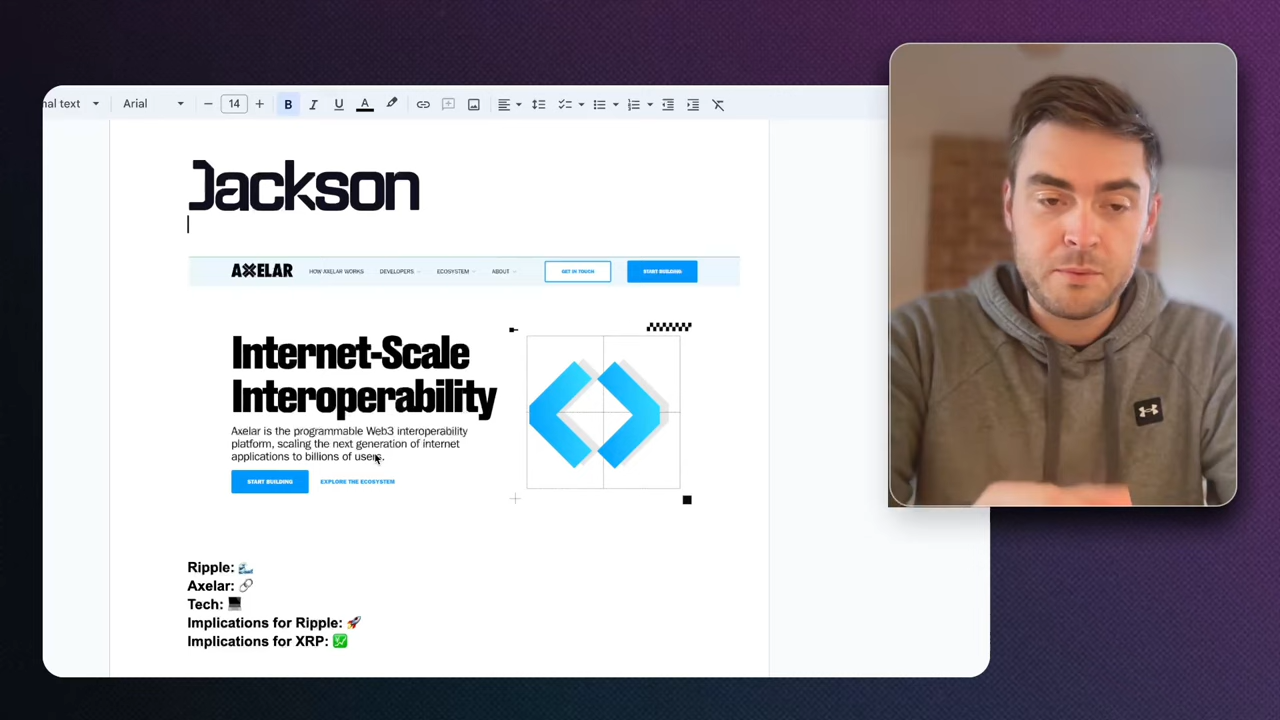 nal text
Arial
14
B
I
U
A
Jackson
AXELAR
HOW AXELAR WORKS
DEVELOPERS
ECOSYSTEM
ABOUT
GET IN TOUCH
START BUILDING
Internet-Scale
Interoperability
Axelar is the programmable Web3 interoperability
platform, scaling the next generation of internet
applications to billions of users.
START BUILDING
EXPLORE THE ECOSYSTEM
Ripple: 🌊
Axelar: 🔗
Tech: 💻
Implications for Ripple: 🚀
Implications for XRP: 💹